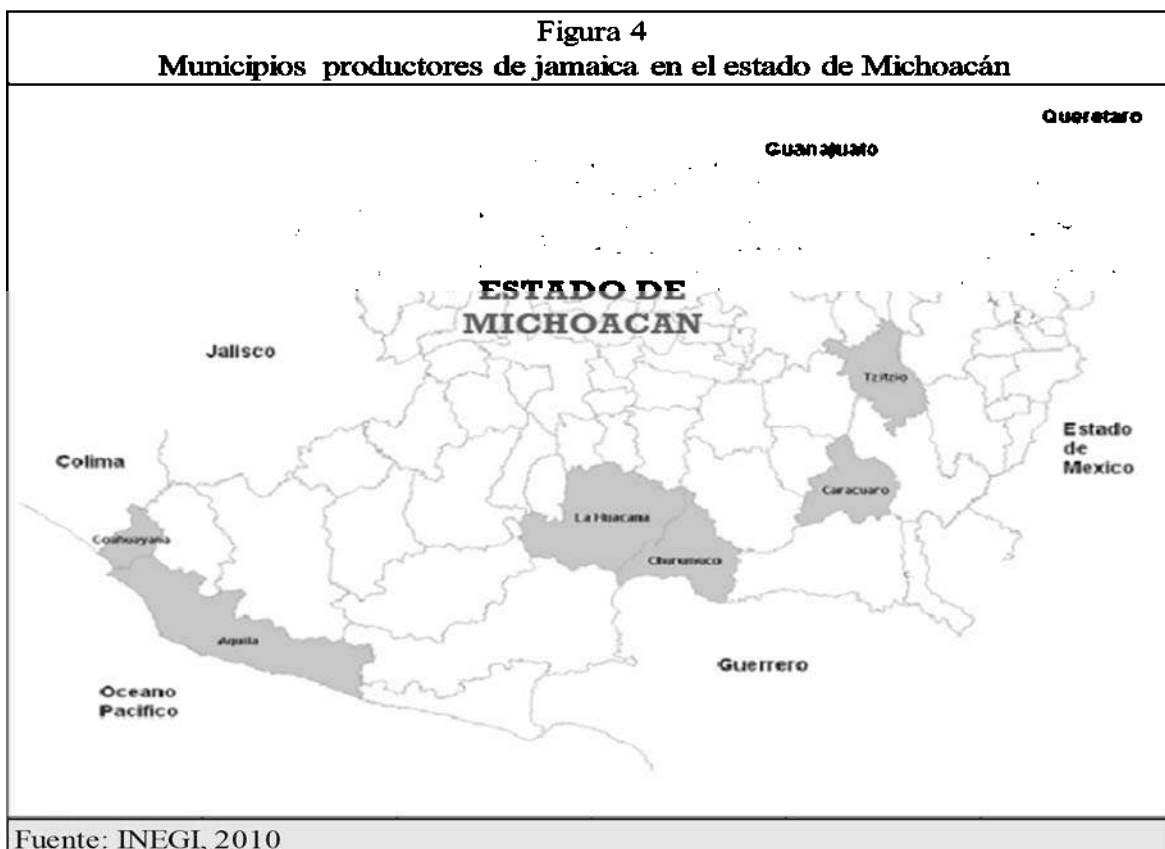 Figura 4
Municipios productores de jamaica en el estado de Michoacán
Queretaro
Guanajuato
ESTADO DE
MICHOACAN
Jalisco
Tzitzio
Estado
de
Mexico
Colima
Caracuaro
La Huacana
Coahuayana
Churumuco
Aquila
Guerrero
Oceano
Pacifico
Fuente: INEGI, 2010